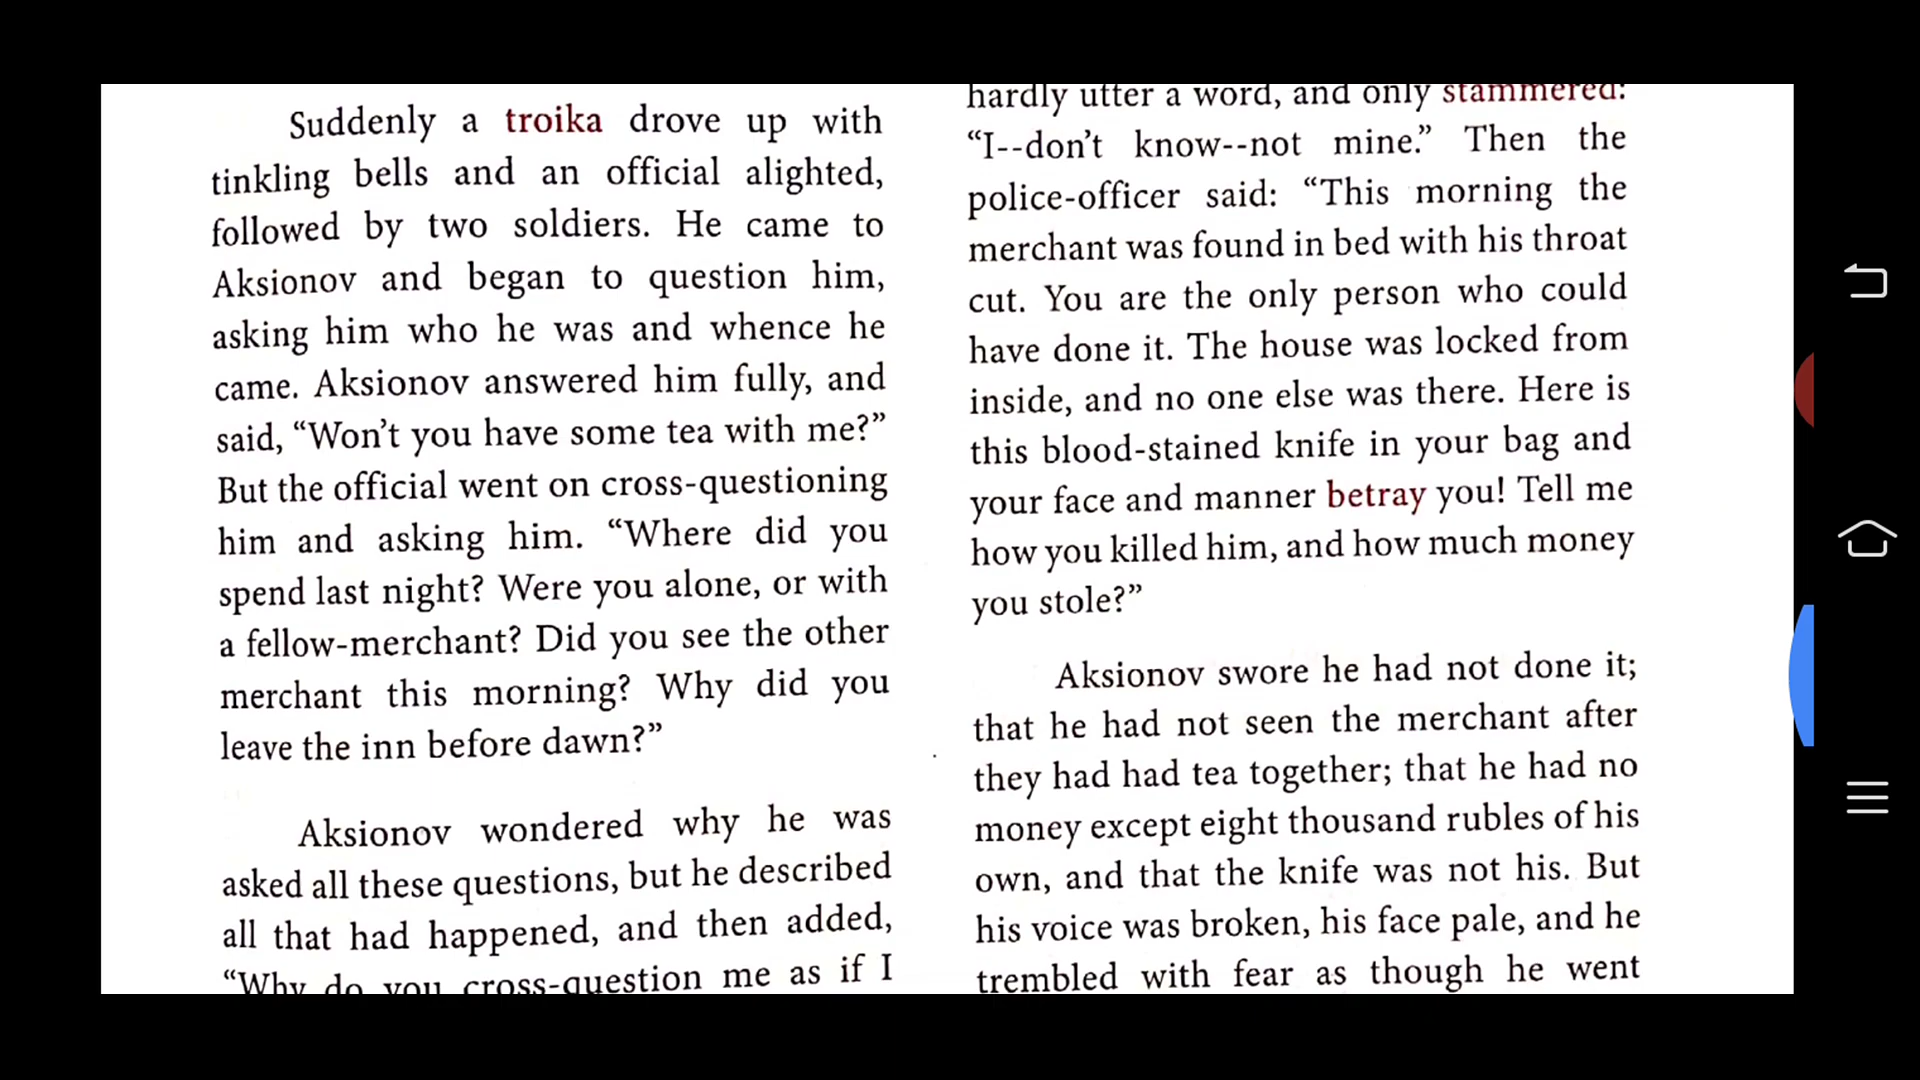 Suddenly a troika drove up with
tinkling bells and an official alighted,
followed by two soldiers. He came to
Aksionov and began to question him,
asking him who he was and whence he
came. Aksionov answered him fully, and
said, “Won’t you have some tea with me?”
But the official went on cross-questioning
him and asking him. “Where did you
spend last night? Were you alone, or with
a fellow-merchant? Did you see the other
merchant this morning? Why did you
leave the inn before dawn?”
Aksionov wondered why he was
asked all these questions, but he described
all that had happened, and then added,
“Why do you cross-question me as if I
hardly utter a word, and only stammered:
“I--don’t know--not mine.” Then the
police-officer said: “This morning the
merchant was found in bed with his throat
cut. You are the only person who could
have done it. The house was locked from
inside, and no one else was there. Here is
this blood-stained knife in your bag and
your face and manner betray you! Tell me
how you killed him, and how much money
you stole?”
Aksionov swore he had not done it;
that he had not seen the merchant after
they had had tea together; that he had no
money except eight thousand rubles of his
own, and that the knife was not his. But
his voice was broken, his face pale, and he
trembled with fear as though he went